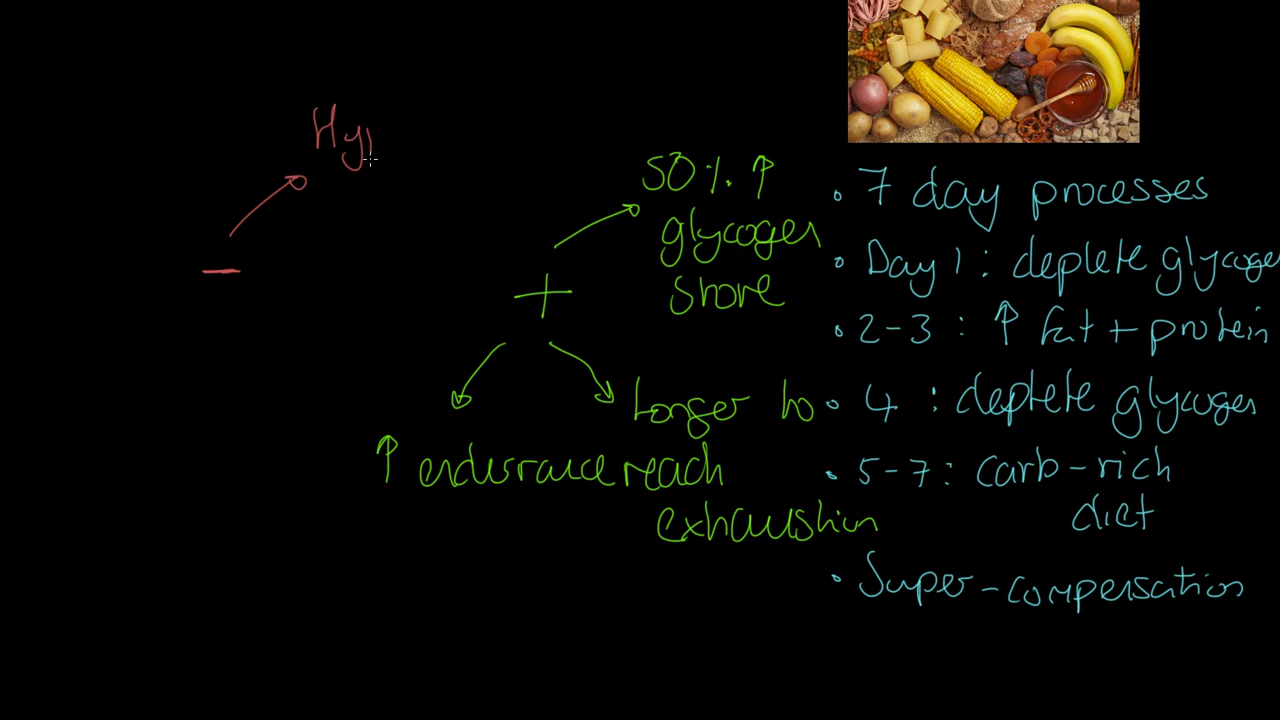 Hyp
−
50% ↑
glycogen
store
+
↑ endurance
Longer to
reach
exhaustion
• 7 day processes
• Day 1 : deplete glycogen
• 2-3 : ↑ fat + protein
• 4 : deplete glycogen
• 5-7 : carb-rich
diet
• Super-compensation